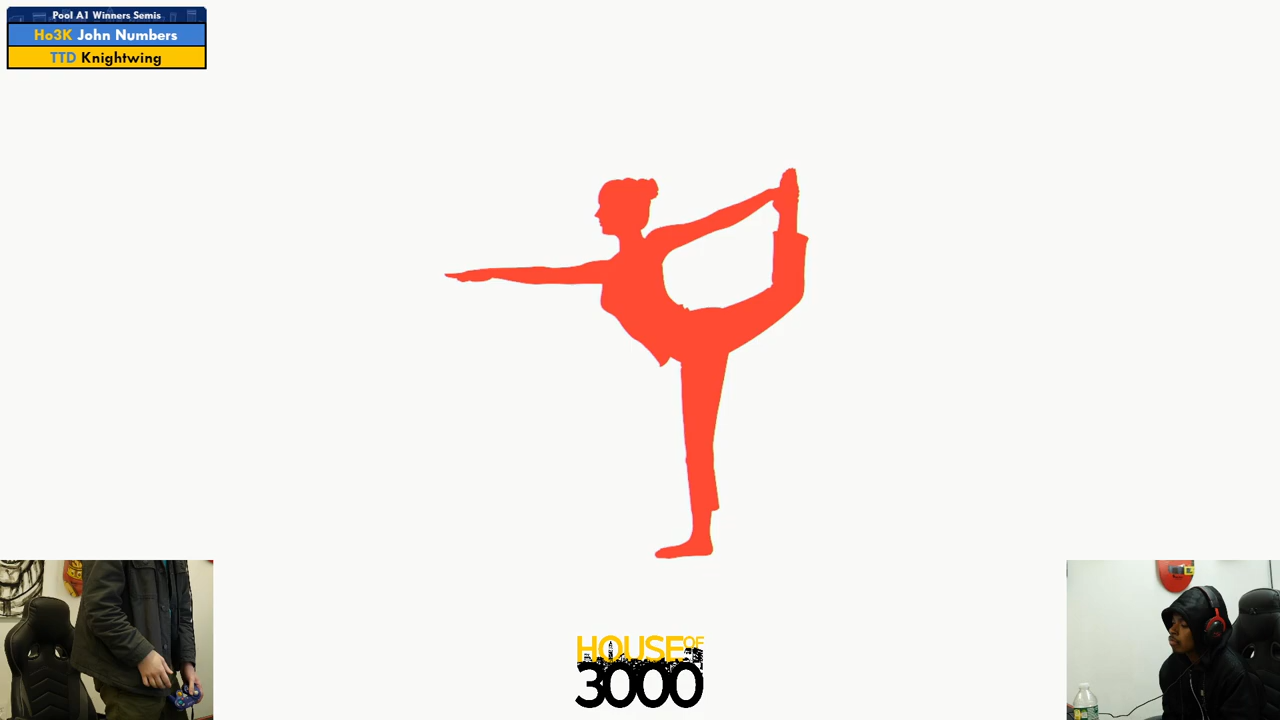 Pool A1 Winners Semis
Ho3K John Numbers
TTD Knightwing
HOUSE OF
3000